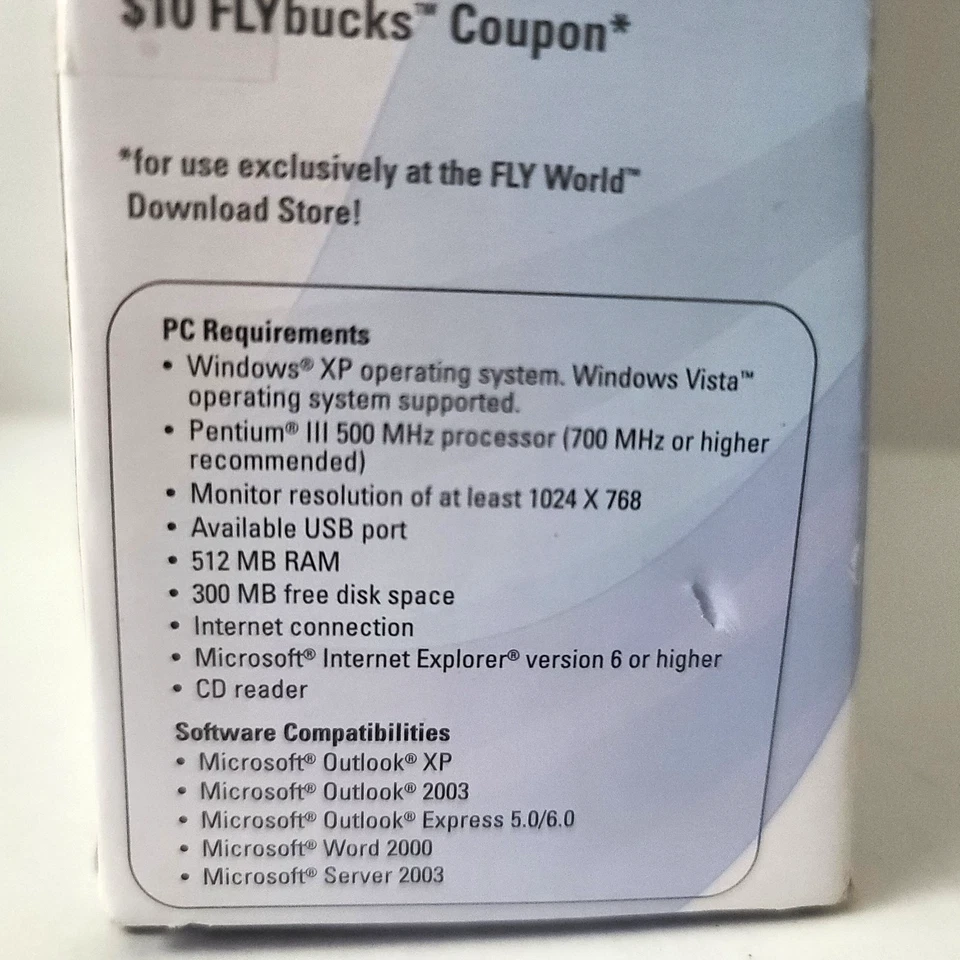 $10 FLYbucks™ Coupon*
*for use exclusively at the FLY World™
Download Store!
PC Requirements
• Windows® XP operating system. Windows Vista™
operating system supported.
• Pentium® III 500 MHz processor (700 MHz or higher
recommended)
• Monitor resolution of at least 1024 X 768
• Available USB port
• 512 MB RAM
• 300 MB free disk space
• Internet connection
• Microsoft® Internet Explorer® version 6 or higher
• CD reader
Software Compatibilities
• Microsoft® Outlook® XP
• Microsoft® Outlook® 2003
• Microsoft® Outlook® Express 5.0/6.0
• Microsoft® Word 2000
• Microsoft® Server 2003